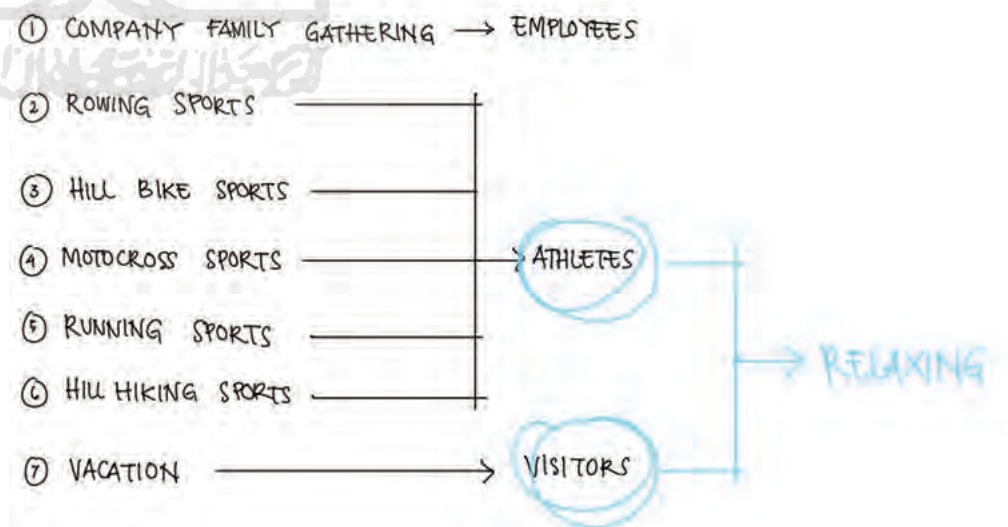 ① COMPANY FAMILY GATHERING → EMPLOYEES
② ROWING SPORTS
③ HILL BIKE SPORTS
④ MOTOCROSS SPORTS → ATHLETES
⑤ RUNNING SPORTS
⑥ HILL HIKING SPORTS
⑦ VACATION → VISITORS
→ RELAXING